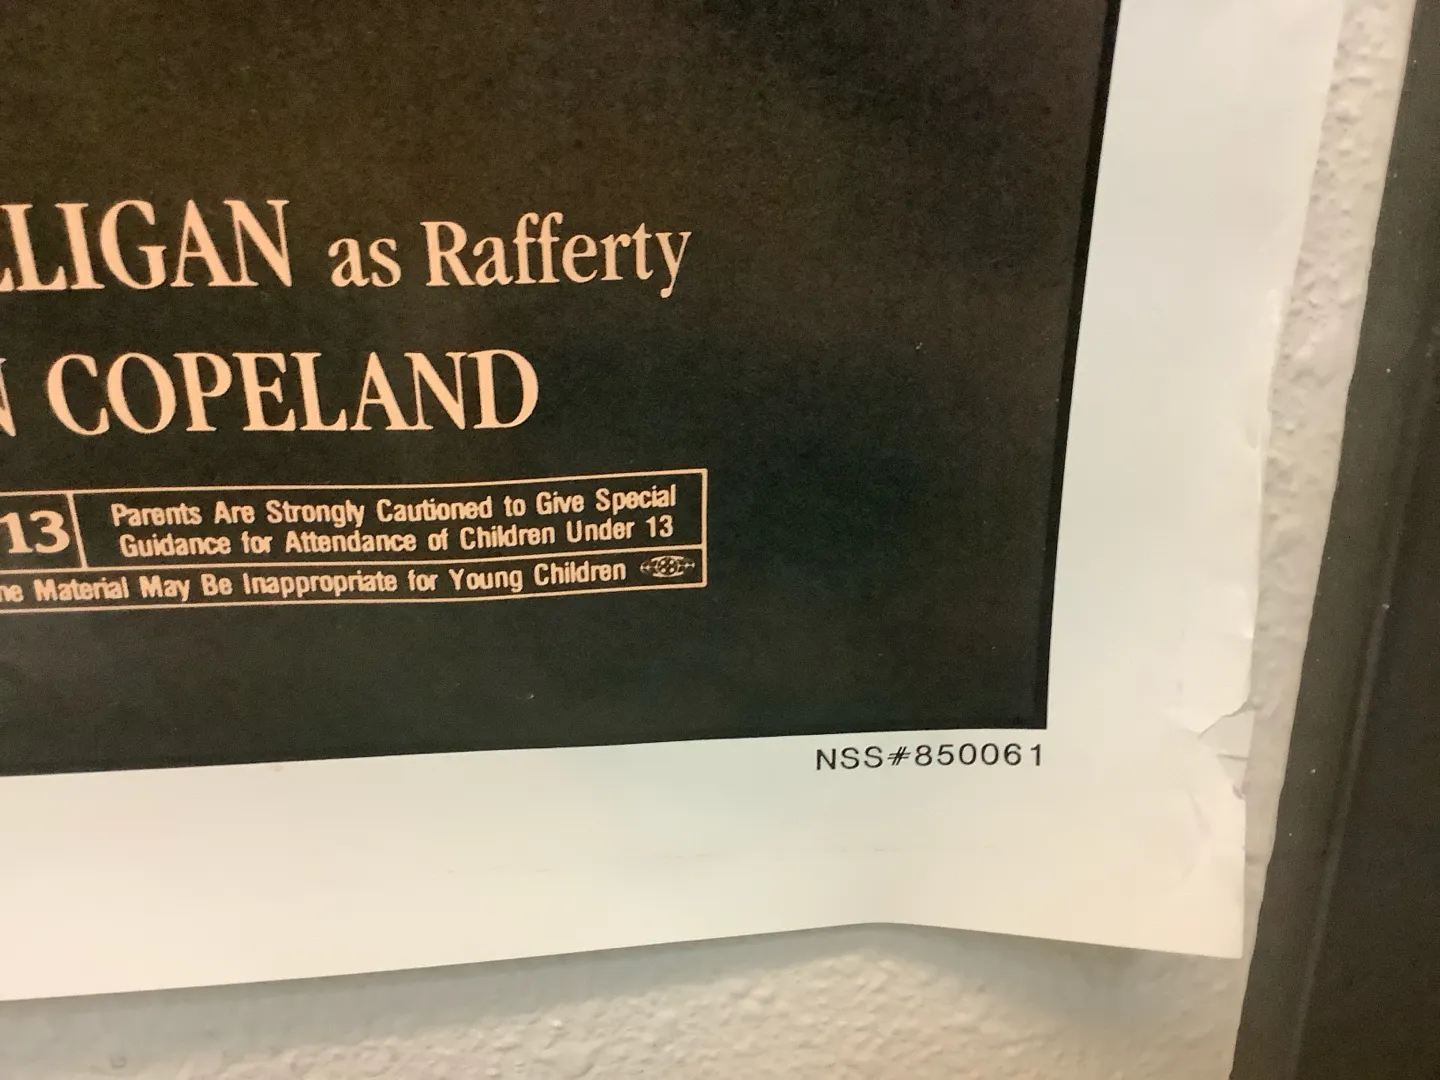 LLIGAN as Rafferty
N COPELAND
13 Parents Are Strongly Cautioned to Give Special
Guidance for Attendance of Children Under 13
Material May Be Inappropriate for Young Children
NSS#850061